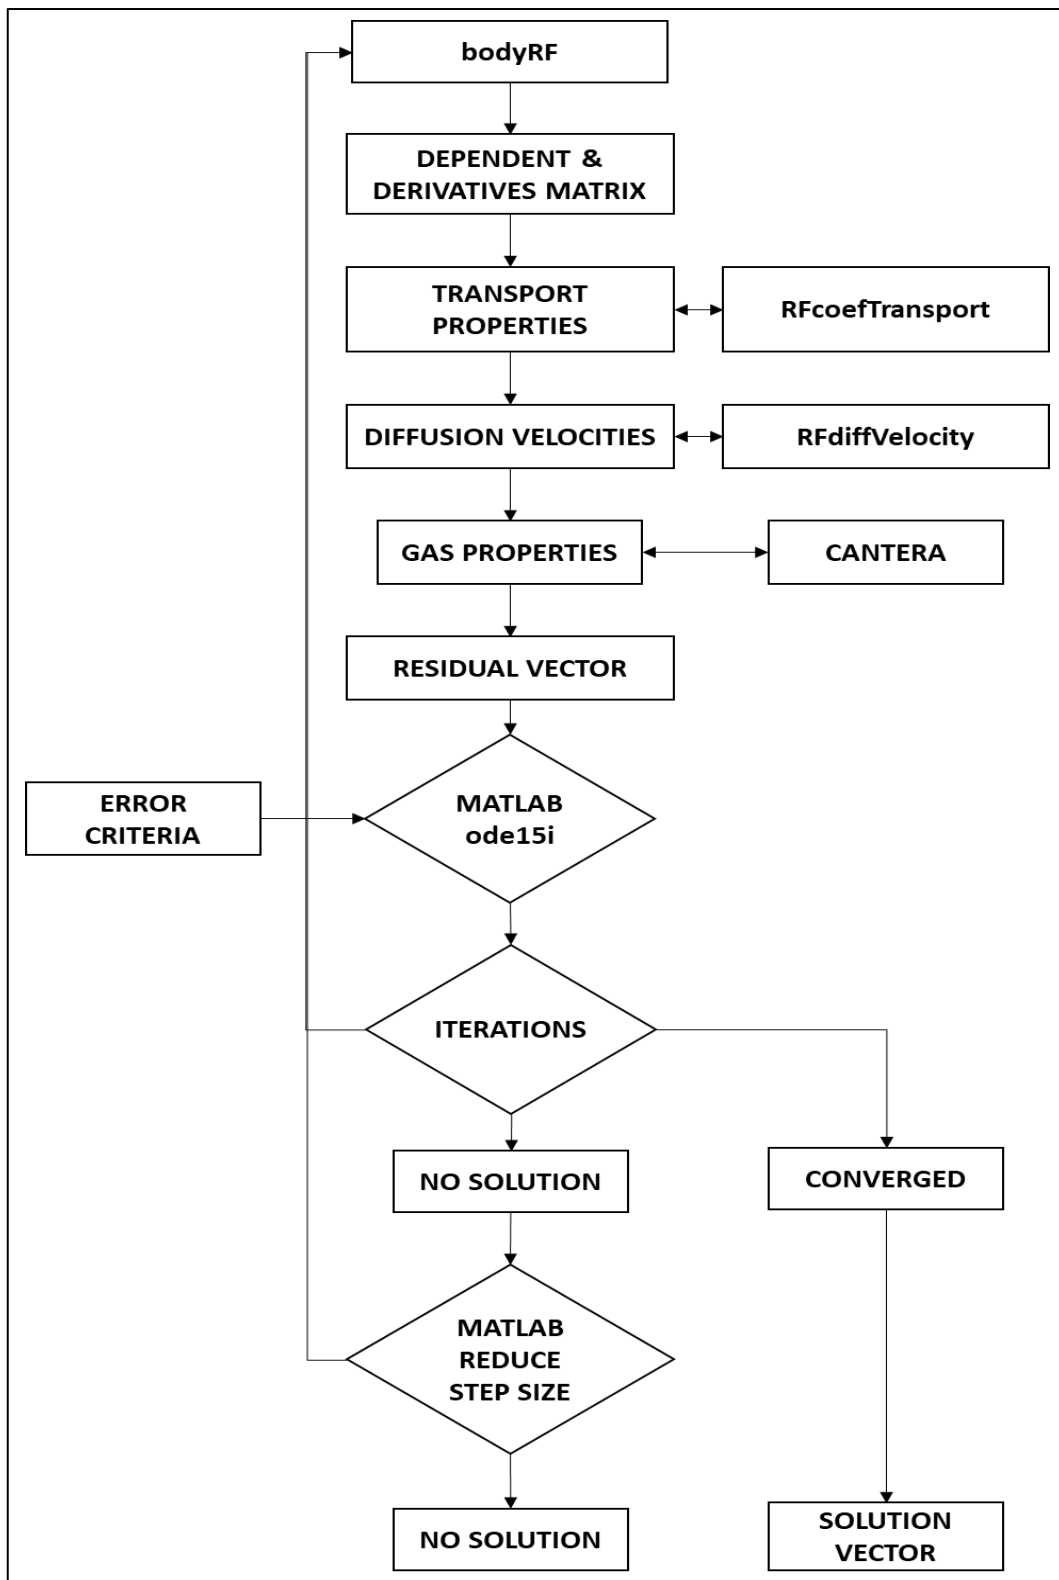 bodyRF
DEPENDENT &
DERIVATIVES MATRIX
TRANSPORT
PROPERTIES
RFcoefTransport
DIFFUSION VELOCITIES
RFdiffVelocity
GAS PROPERTIES
CANTERA
RESIDUAL VECTOR
ERROR
CRITERIA
MATLAB
ode15i
ITERATIONS
NO SOLUTION
CONVERGED
MATLAB
REDUCE
STEP SIZE
NO SOLUTION
SOLUTION
VECTOR